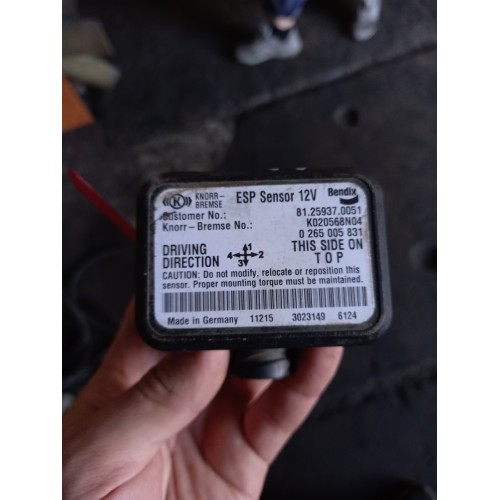 KNORR-BREMSE ESP Sensor 12V Bendix
Customer No.: 81.25937.0051
Knorr-Bremse No.: K020568N04
0 265 005 831
DRIVING DIRECTION 4 1 2 3 THIS SIDE ON TOP
CAUTION: Do not modify, relocate or reposition this
sensor. Proper mounting torque must be maintained.
Made in Germany 11215 3023149 6124